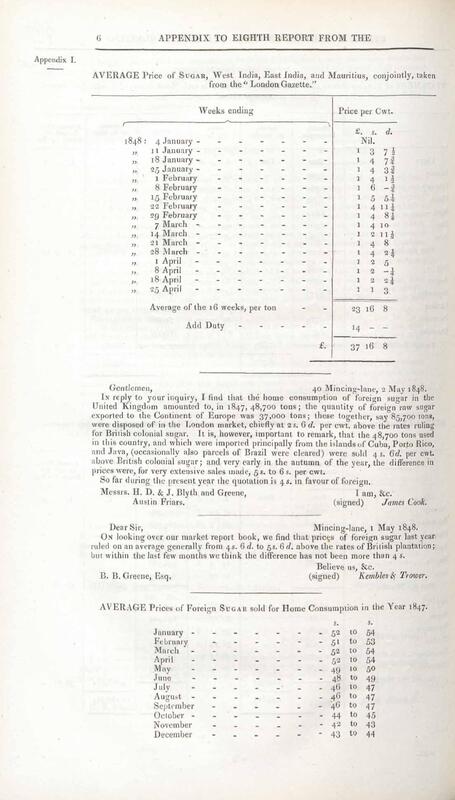 6 APPENDIX TO EIGHTH REPORT FROM THE
Appendix I.
AVERAGE Price of SUGAR, West India, East India, and Mauritius, conjointly, taken
from the "London Gazette."
Weeks ending Price per Cwt.
£. s. d.
1848: 4 January - - - - - - - Nil.
„ 11 January - - - - - - - 1 3 7 ½
„ 18 January - - - - - - - 1 4 7 ¾
„ 25 January - - - - - - - 1 4 3 ¾
„ 1 February - - - - - - 1 4 1 ½
„ 8 February - - - - - - 1 6 - ¾
„ 15 February - - - - - - 1 5 5 ¼
„ 22 February - - - - - - 1 4 11 ¼
„ 29 February - - - - - - 1 4 8 ¼
„ 7 March - - - - - - - 1 4 10
„ 14 March - - - - - - - 1 2 11 ½
„ 21 March - - - - - - - 1 4 8
„ 28 March - - - - - - - 1 4 2 ¼
„ 1 April - - - - - - - 1 2 5
„ 8 April - - - - - - - 1 2 - ¼
„ 18 April - - - - - - - 1 2 2 ¼
„ 25 April - - - - - - - 1 1 3
Average of the 16 weeks, per ton - - 23 16 8
Add Duty - - - - - 14 - -
£. 37 16 8
Gentlemen, 40 Mincing-lane, 2 May 1848.
IN reply to your inquiry, I find that the home consumption of foreign sugar in the
United Kingdom amounted to, in 1847, 48,700 tons; the quantity of foreign raw sugar
exported to the Continent of Europe was 37,000 tons; these together, say 85,700 tons,
were disposed of in the London market, chiefly at 2 s. 6 d. per cwt. above the rates ruling
for British colonial sugar. It is, however, important to remark, that the 48,700 tons used
in this country, and which were imported principally from the islands of Cuba, Porto Rico,
and Java, (occasionally also parcels of Brazil were cleared) were sold 4 s. 6d. per cwt.
above British colonial sugar; and very early in the autumn of the year, the difference in
prices were, for very extensive sales made, 5 s. to 6 s. per cwt.
So far during the present year the quotation is 4 s. in favour of foreign.
Messrs. H. D. & J. Blyth and Greene, I am, &c.
Austin Friars. (signed) James Cook.
Dear Sir, Mincing-lane, 1 May 1848.
ON looking over our market report book, we find that prices of foreign sugar last year
ruled on an average generally from 4 s. 6 d. to 5 s. 6 d. above the rates of British plantation;
but within the last few months we think the difference has not been more than 4 s.
Believe us, &c.
B. B. Greene, Esq. (signed) Kembles & Trower.
AVERAGE Prices of Foreign SUGAR sold for Home Consumption in the Year 1847.
s. s.
January - - - - - - - 52 to 54
February - - - - - - 51 to 53
March - - - - - - - 52 to 54
April - - - - - - - 52 to 54
May - - - - - - - 49 to 50
June - - - - - - - 48 to 49
July - - - - - - - 46 to 47
August - - - - - - - 46 to 47
September - - - - - - 46 to 47
October - - - - - - - 44 to 45
November - - - - - - 42 to 43
December - - - - - - 43 to 44